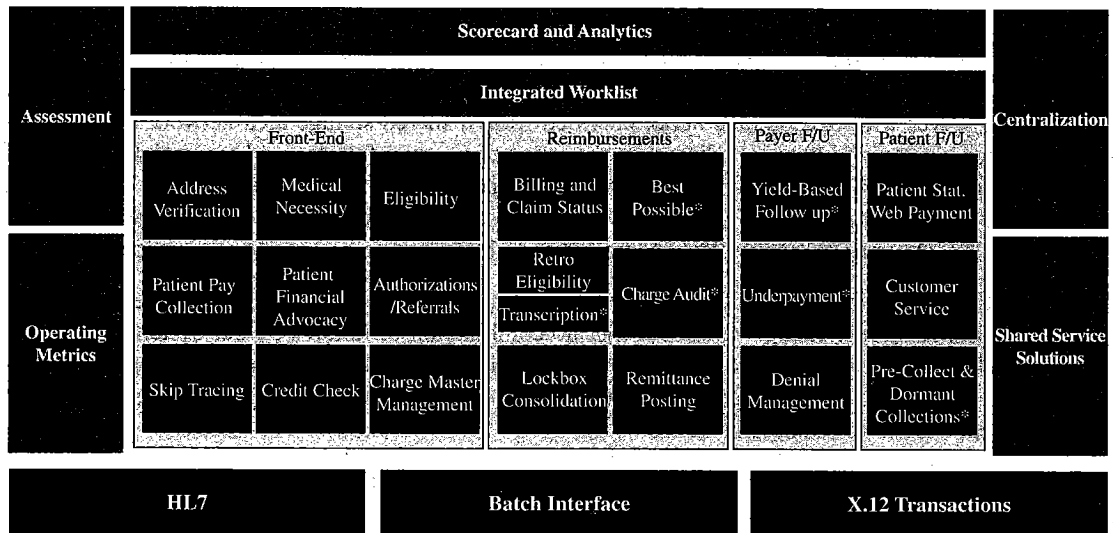 Scorecard and Analytics
Integrated Worklist
Assessment
Operating
Metrics
Front-End
Address
Verification
Medical
Necessity
Eligibility
Patient Pay
Collection
Patient
Financial
Advocacy
Authorizations
/Referrals
Skip Tracing
Credit Check
Charge Master
Management
Reimbursements
Billing and
Claim Status
Best
Possible*
Retro
Eligibility
Transcription*
Charge Audit*
Lockbox
Consolidation
Remittance
Posting
Payer F/U
Yield-Based
Follow up*
Underpayment*
Denial
Management
Patient F/U
Patient Stat.
Web Payment
Customer
Service
Pre-Collect &
Dormant
Collections*
Centralization
Shared Service
Solutions
HL7
Batch Interface
X.12 Transactions